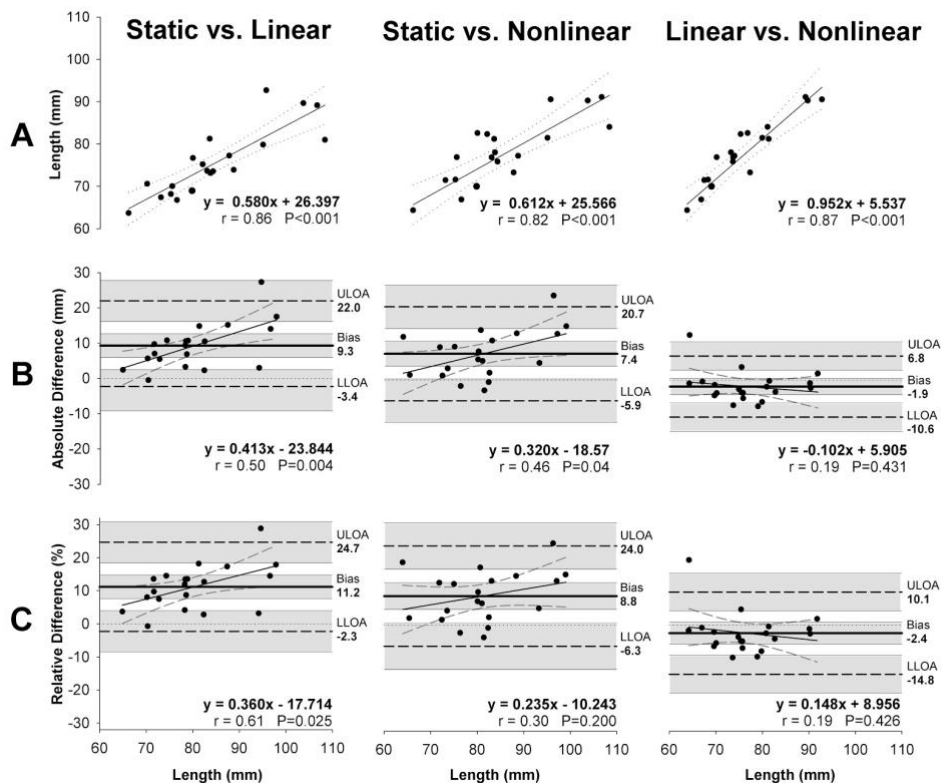 Static vs. Linear
Static vs. Nonlinear
Linear vs. Nonlinear
A
Length (mm)
110
100
90
80
70
60
y = 0.580x + 26.397
r = 0.86 P<0.001
y = 0.612x + 25.566
r = 0.82 P<0.001
y = 0.952x + 5.537
r = 0.87 P<0.001
B
Absolute Difference (mm)
30
20
10
0
-10
-20
-30
ULOA
22.0
Bias
9.3
LLOA
-3.4
y = 0.413x - 23.844
r = 0.50 P=0.004
ULOA
20.7
Bias
7.4
LLOA
-5.9
y = 0.320x - 18.57
r = 0.46 P=0.04
ULOA
6.8
Bias
-1.9
LLOA
-10.6
y = -0.102x + 5.905
r = 0.19 P=0.431
C
Relative Difference (%)
30
20
10
0
-10
-20
-30
ULOA
24.7
Bias
11.2
LLOA
-2.3
y = 0.360x - 17.714
r = 0.61 P=0.025
ULOA
24.0
Bias
8.8
LLOA
-6.3
y = 0.235x - 10.243
r = 0.30 P=0.200
ULOA
10.1
Bias
-2.4
LLOA
-14.8
y = 0.148x + 8.956
r = 0.19 P=0.426
60 70 80 90 100 110
60 70 80 90 100 110
60 70 80 90 100 110
Length (mm)
Length (mm)
Length (mm)